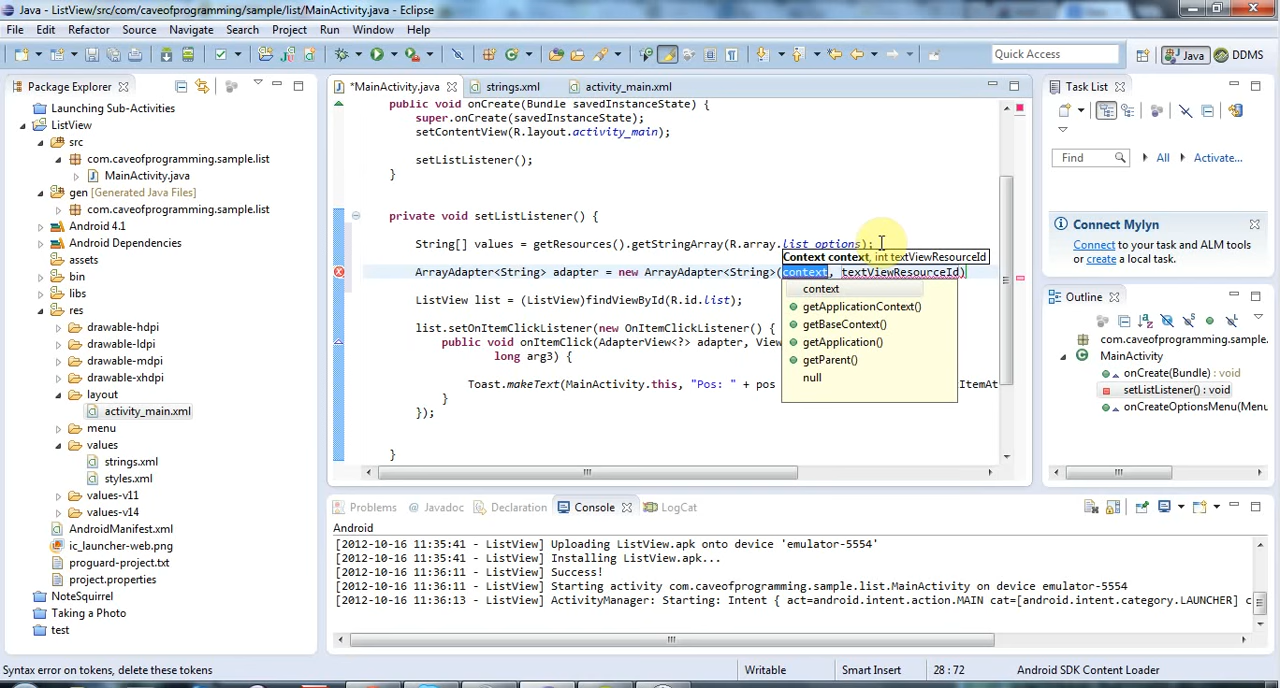 Java - ListView/src/com/caveofprogramming/sample/list/MainActivity.java - Eclipse
File Edit Refactor Source Navigate Search Project Run Window Help
Quick Access
Java
DDMS
Package Explorer
Launching Sub-Activities
ListView
src
com.caveofprogramming.sample.list
MainActivity.java
gen [Generated Java Files]
com.caveofprogramming.sample.list
Android 4.1
Android Dependencies
assets
bin
libs
res
drawable-hdpi
drawable-ldpi
drawable-mdpi
drawable-xhdpi
layout
activity_main.xml
menu
values
strings.xml
styles.xml
values-v11
values-v14
AndroidManifest.xml
ic_launcher-web.png
proguard-project.txt
project.properties
NoteSquirrel
Taking a Photo
test
*MainActivity.java strings.xml activity_main.xml
public void onCreate(Bundle savedInstanceState) {
super.onCreate(savedInstanceState);
setContentView(R.layout.activity_main);
setListListener();
}
private void setListListener() {
String[] values = getResources().getStringArray(R.array.list_options);
Context context, int textViewResourceId
ArrayAdapter<String> adapter = new ArrayAdapter<String>(context, textViewResourceId)
context
getApplicationContext()
getBaseContext()
getApplication()
getParent()
null
ListView list = (ListView)findViewById(R.id.list);
list.setOnItemClickListener(new OnItemClickListener() {
public void onItemClick(AdapterView<?> adapter, View
long arg3) {
Toast.makeText(MainActivity.this, "Pos: " + pos
ItemAt
}
});
}
Task List
Find All Activate...
Connect Mylyn
Connect to your task and ALM tools
or create a local task.
Outline
com.caveofprogramming.sample.
MainActivity
onCreate(Bundle) : void
setListListener() : void
onCreateOptionsMenu(Menu
Problems Javadoc Declaration Console LogCat
Android
[2012-10-16 11:35:41 - ListView] Uploading ListView.apk onto device 'emulator-5554'
[2012-10-16 11:35:41 - ListView] Installing ListView.apk...
[2012-10-16 11:36:11 - ListView] Success!
[2012-10-16 11:36:11 - ListView] Starting activity com.caveofprogramming.sample.list.MainActivity on device emulator-5554
[2012-10-16 11:36:13 - ListView] ActivityManager: Starting: Intent { act=android.intent.action.MAIN cat=[android.intent.category.LAUNCHER] c
Syntax error on tokens, delete these tokens
Writable
Smart Insert
28 : 72
Android SDK Content Loader